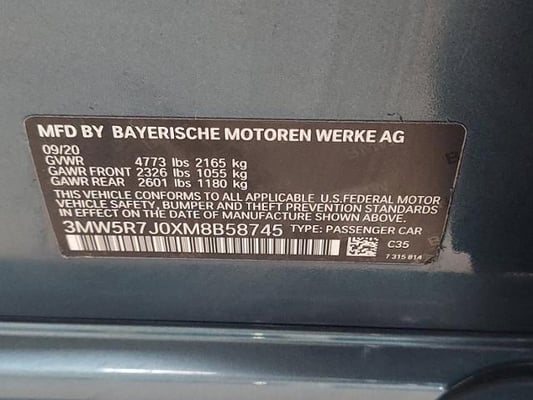 MFD BY BAYERISCHE MOTOREN WERKE AG
09/20
GVWR 4773 lbs 2165 kg
GAWR FRONT 2326 lbs 1055 kg
GAWR REAR 2601 lbs 1180 kg
THIS VEHICLE CONFORMS TO ALL APPLICABLE U.S.FEDERAL MOTOR
VEHICLE SAFETY, BUMPER,AND THEFT PREVENTION STANDARDS
IN EFFECT ON THE DATE OF MANUFACTURE SHOWN ABOVE.
3MW5R7J0XM8B58745 TYPE: PASSENGER CAR
C35
7 315 814